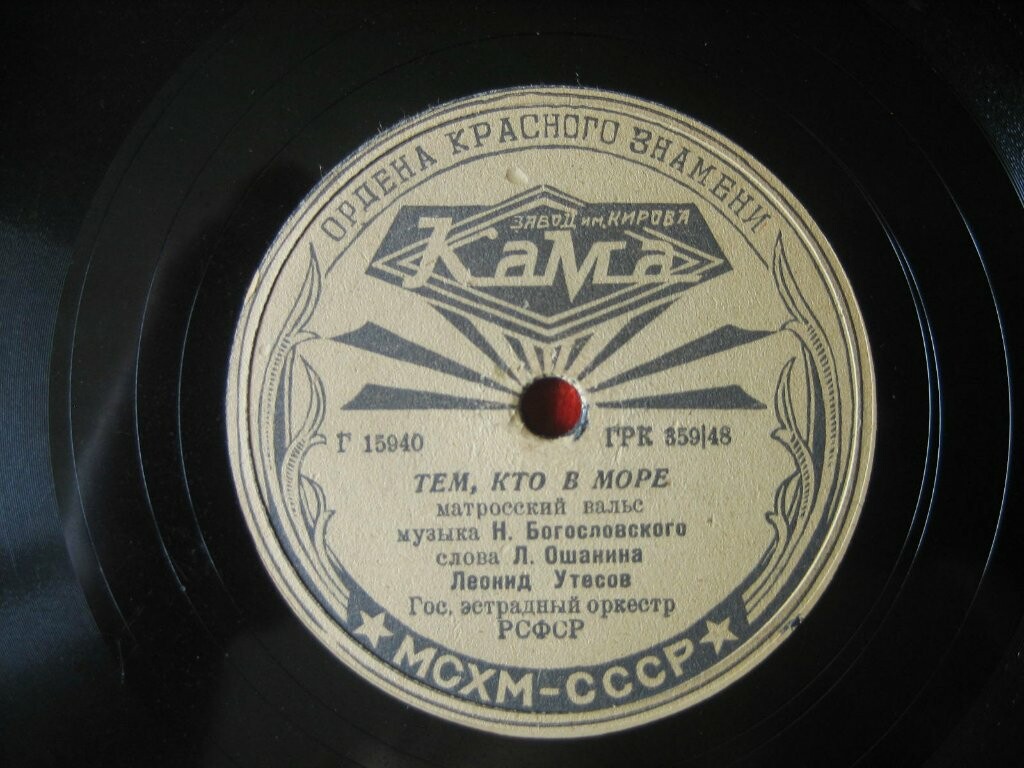 ОРДЕНА КРАСНОГО ЗНАМЕНИ
ЗАВОД им. КИРОВА
КаМа
Г 15940
ГРК 359|48
ТЕМ, КТО В МОРЕ
матросский вальс
музыка Н. Богословского
слова Л. Ошанина
Леонид Утесов
Гос. эстрадный оркестр
РСФСР
МСХМ-СССР